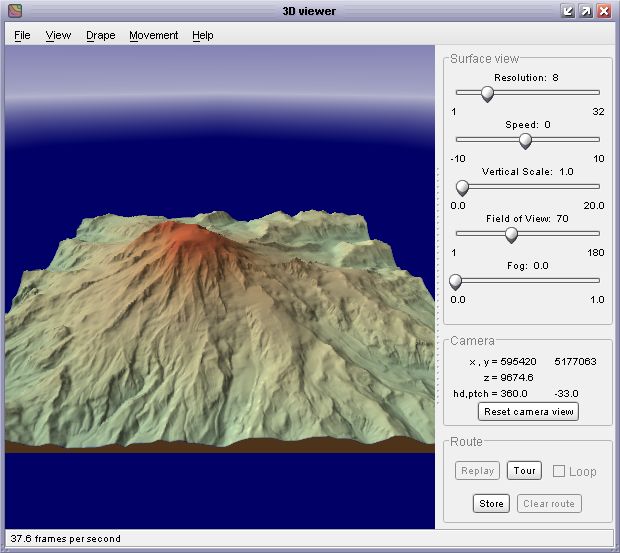 3D viewer
File View Drape Movement Help
Surface view
Resolution: 8
1 32
Speed: 0
-10 10
Vertical Scale: 1.0
0.0 20.0
Field of View: 70
1 180
Fog: 0.0
0.0 1.0
Camera
x , y = 595420 5177063
z = 9674.6
hd,ptch = 360.0 -33.0
Reset camera view
Route
Replay Tour Loop
Store Clear route
37.6 frames per second